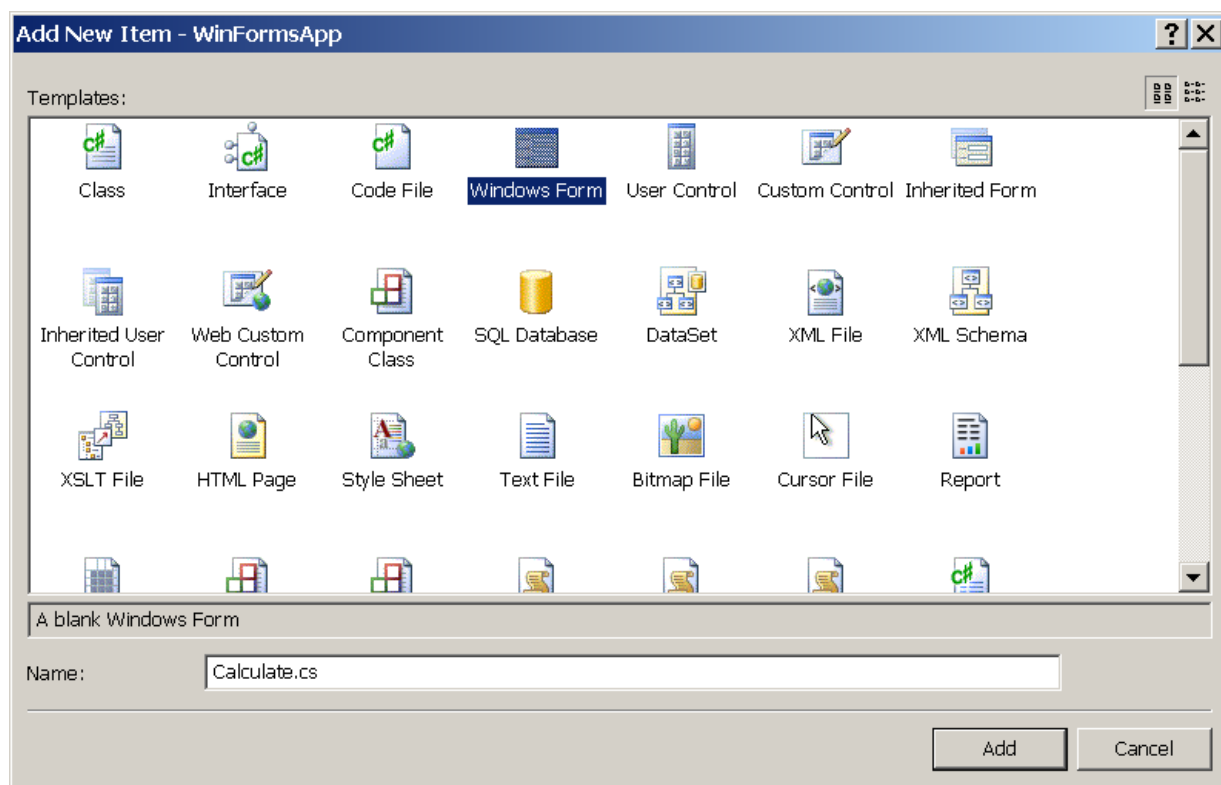 Add New Item - WinFormsApp
Templates:
Class Interface Code File Windows Form User Control Custom Control Inherited Form
Inherited User Control Web Custom Control Component Class SQL Database DataSet XML File XML Schema
XSLT File HTML Page Style Sheet Text File Bitmap File Cursor File Report
A blank Windows Form
Name: Calculate.cs
Add Cancel